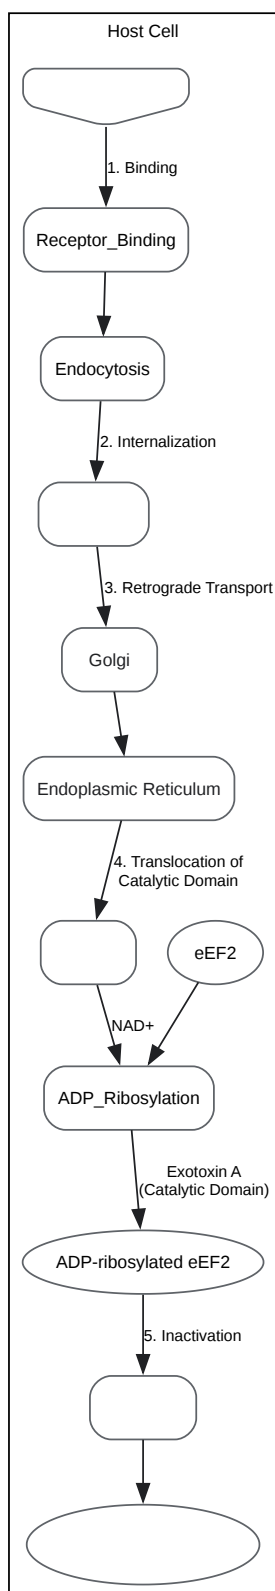 Host Cell
1. Binding
Receptor_Binding
Endocytosis
2. Internalization
3. Retrograde Transport
Golgi
Endoplasmic Reticulum
4. Translocation of
Catalytic Domain
eEF2
NAD+
ADP_Ribosylation
Exotoxin A
(Catalytic Domain)
ADP-ribosylated eEF2
5. Inactivation